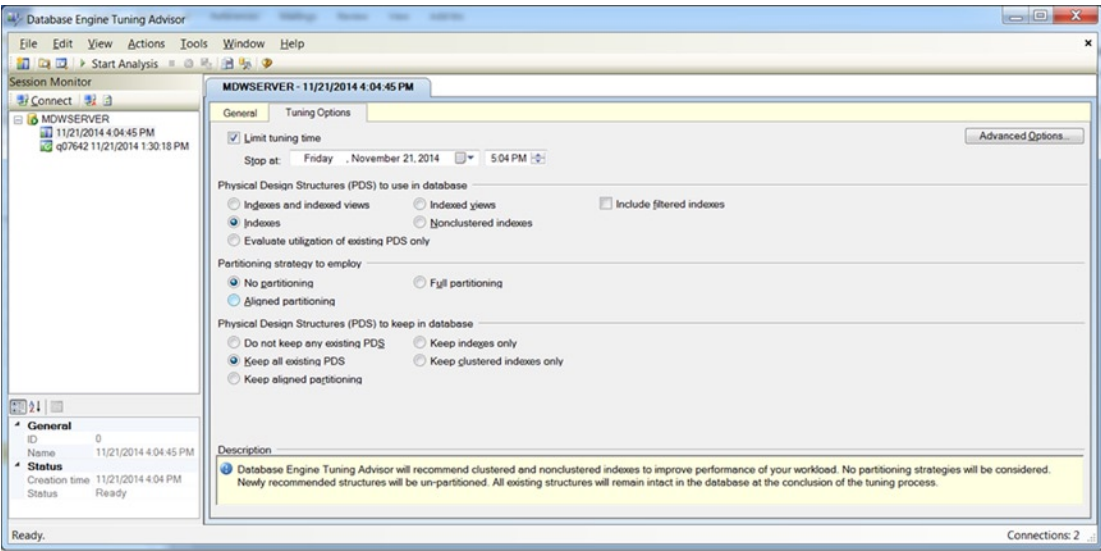 Database Engine Tuning Advisor
File Edit View Actions Tools Window Help
Start Analysis
Session Monitor
Connect
MDWSERVER
11/21/2014 4:04:45 PM
q07642 11/21/2014 1:30:18 PM
General
ID 0
Name 11/21/2014 4:04:45 PM
Status
Creation time 11/21/2014 4:04 PM
Status Ready
MDWSERVER - 11/21/2014 4:04:45 PM
General Tuning Options
Limit tuning time Advanced Options...
Stop at: Friday , November 21, 2014 5:04 PM
Physical Design Structures (PDS) to use in database
Indexes and indexed views Indexed views Include filtered indexes
Indexes Nonclustered indexes
Evaluate utilization of existing PDS only
Partitioning strategy to employ
No partitioning Full partitioning
Aligned partitioning
Physical Design Structures (PDS) to keep in database
Do not keep any existing PDS Keep indexes only
Keep all existing PDS Keep clustered indexes only
Keep aligned partitioning
Description
Database Engine Tuning Advisor will recommend clustered and nonclustered indexes to improve performance of your workload. No partitioning strategies will be considered.
Newly recommended structures will be un-partitioned. All existing structures will remain intact in the database at the conclusion of the tuning process.
Ready. Connections: 2